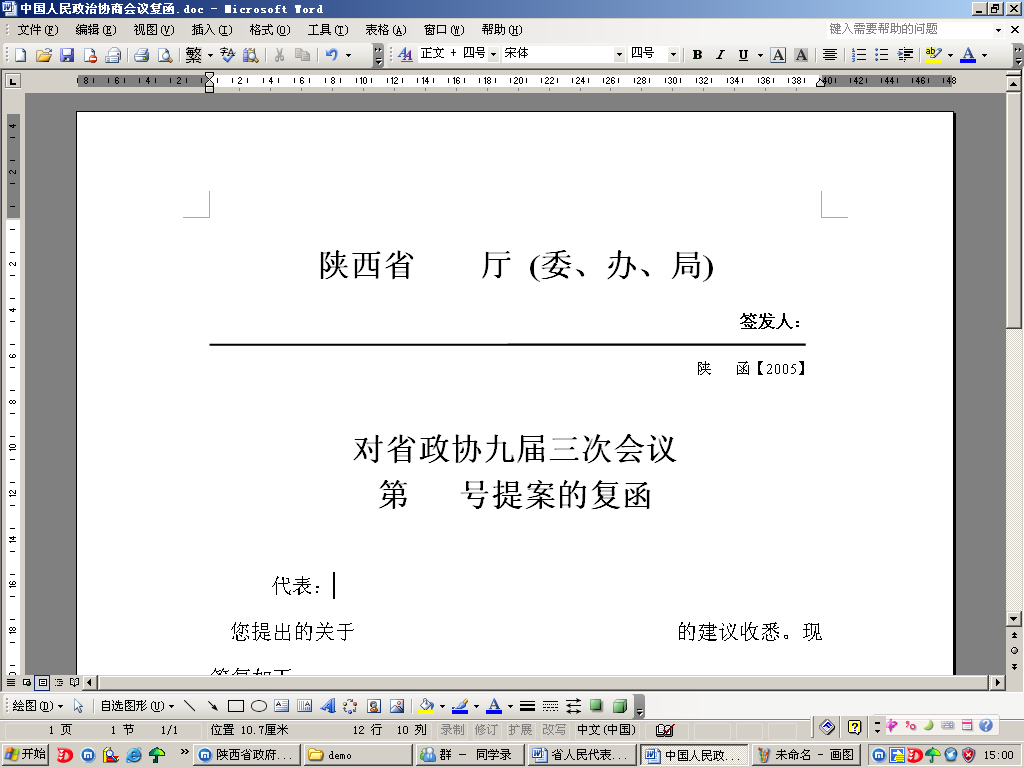 中国人民政治协商会议复函.doc - Microsoft Word
文件(F) 编辑(E) 视图(V) 插入(I) 格式(O) 工具(T) 表格(A) 窗口(W) 帮助(H) 键入需要帮助的问题
繁 正文 + 四号 宋体 四号 B I U A A A
8 6 4 2 2 4 6 8 10 12 14 16 18 20 22 24 26 28 30 32 34 36 38 40 42 44 46 48
陕西省 厅 (委、办、局)
签发人：
陕 函【2005】
对省政协九届三次会议
第 号提案的复函
代表：
您提出的关于 的建议收悉。现
答复如下
绘图(D) 自选图形(U)
1 页 1 节 1/1 位置 10.7厘米 12 行 10 列 录制 修订 扩展 改写 中文(中国)
开始 陕西省政府... demo 群 - 同学录 省人民代表... 中国人民政... 未命名 - 画图 15:00